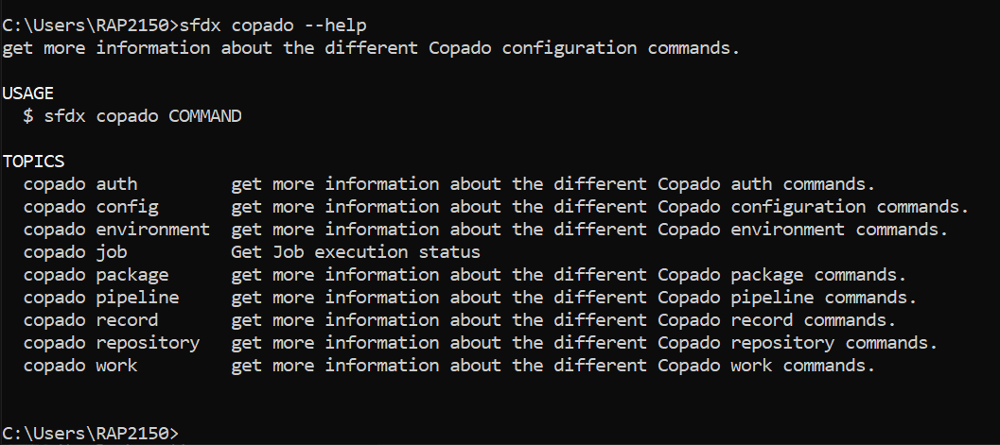 C:\Users\RAP2150>sfdx copado --help
get more information about the different Copado configuration commands.
USAGE
$ sfdx copado COMMAND
TOPICS
copado auth get more information about the different Copado auth commands.
copado config get more information about the different Copado configuration commands.
copado environment get more information about the different Copado environment commands.
copado job Get Job execution status
copado package get more information about the different Copado package commands.
copado pipeline get more information about the different Copado pipeline commands.
copado record get more information about the different Copado record commands.
copado repository get more information about the different Copado repository commands.
copado work get more information about the different Copado work commands.
C:\Users\RAP2150>